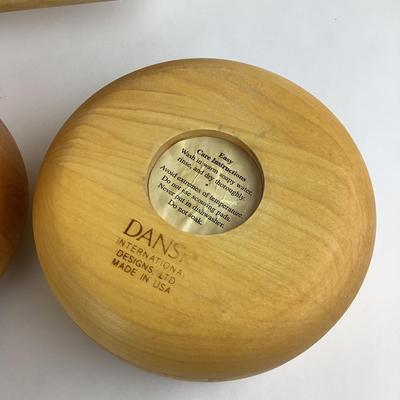 Easy
Care Instructions
Wash in warm soapy water,
rinse, and dry thoroughly.
•
Avoid extremes of temperature.
Do not use scouring pads.
Never put in dishwasher.
Do not soak.
DANSK
INTERNATIONAL
DESIGNS LTD
MADE IN USA